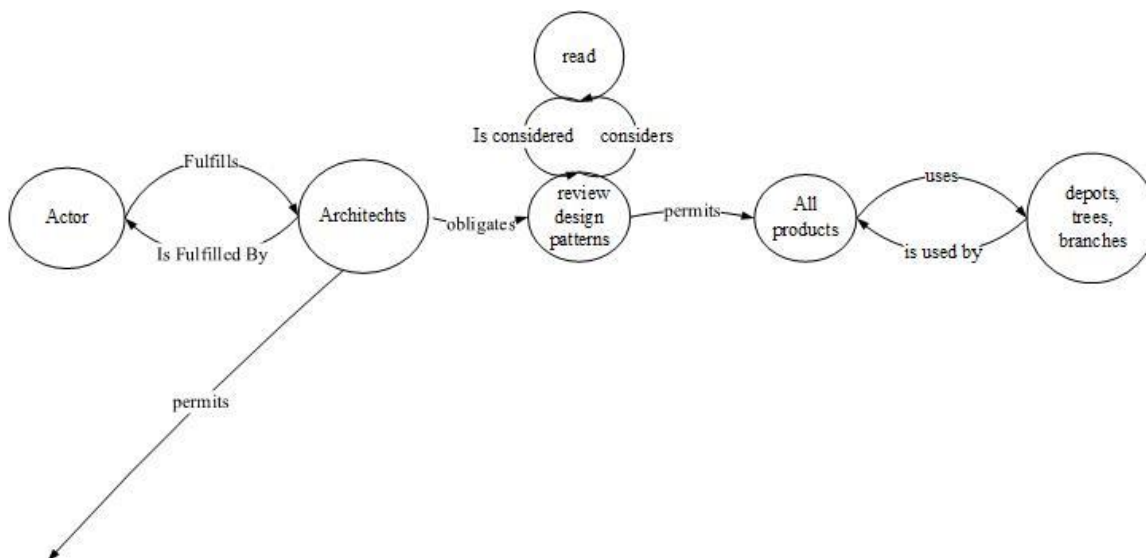 read
Is considered
considers
Fulfills
Actor
Architechts
Is Fulfilled By
obligates
review
design
patterns
permits
All
products
uses
is used by
depots,
trees,
branches
permits